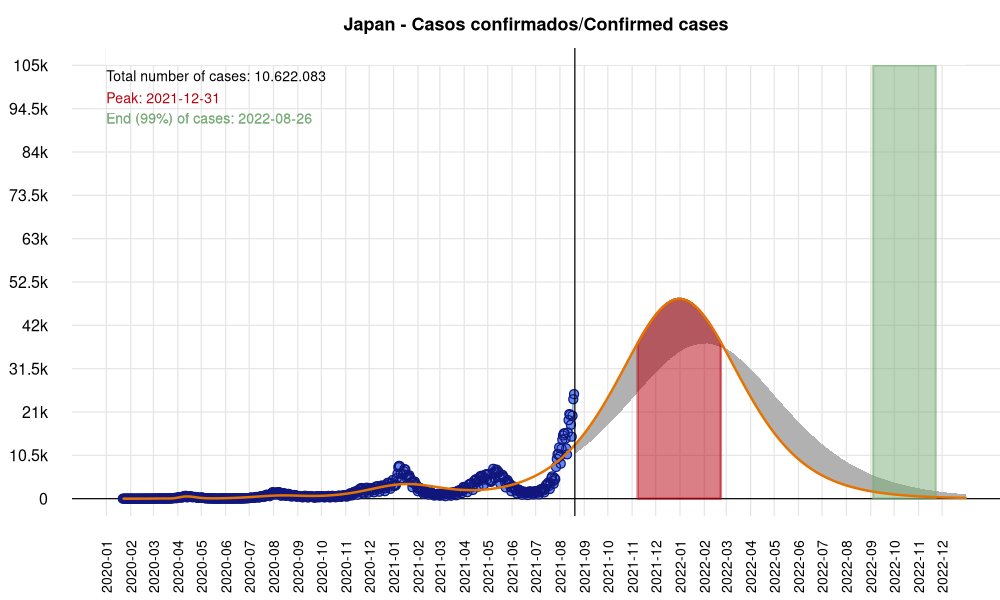 Japan - Casos confirmados/Confirmed cases
Total number of cases: 10.622.083
Peak: 2021-12-31
End (99%) of cases: 2022-08-26
105k
94.5k
84k
73.5k
63k
52.5k
42k
31.5k
21k
10.5k
0
2020-01
2020-02
2020-03
2020-04
2020-05
2020-06
2020-07
2020-08
2020-09
2020-10
2020-11
2020-12
2021-01
2021-02
2021-03
2021-04
2021-05
2021-06
2021-07
2021-08
2021-09
2021-10
2021-11
2021-12
2022-01
2022-02
2022-03
2022-04
2022-05
2022-06
2022-07
2022-08
2022-09
2022-10
2022-11
2022-12